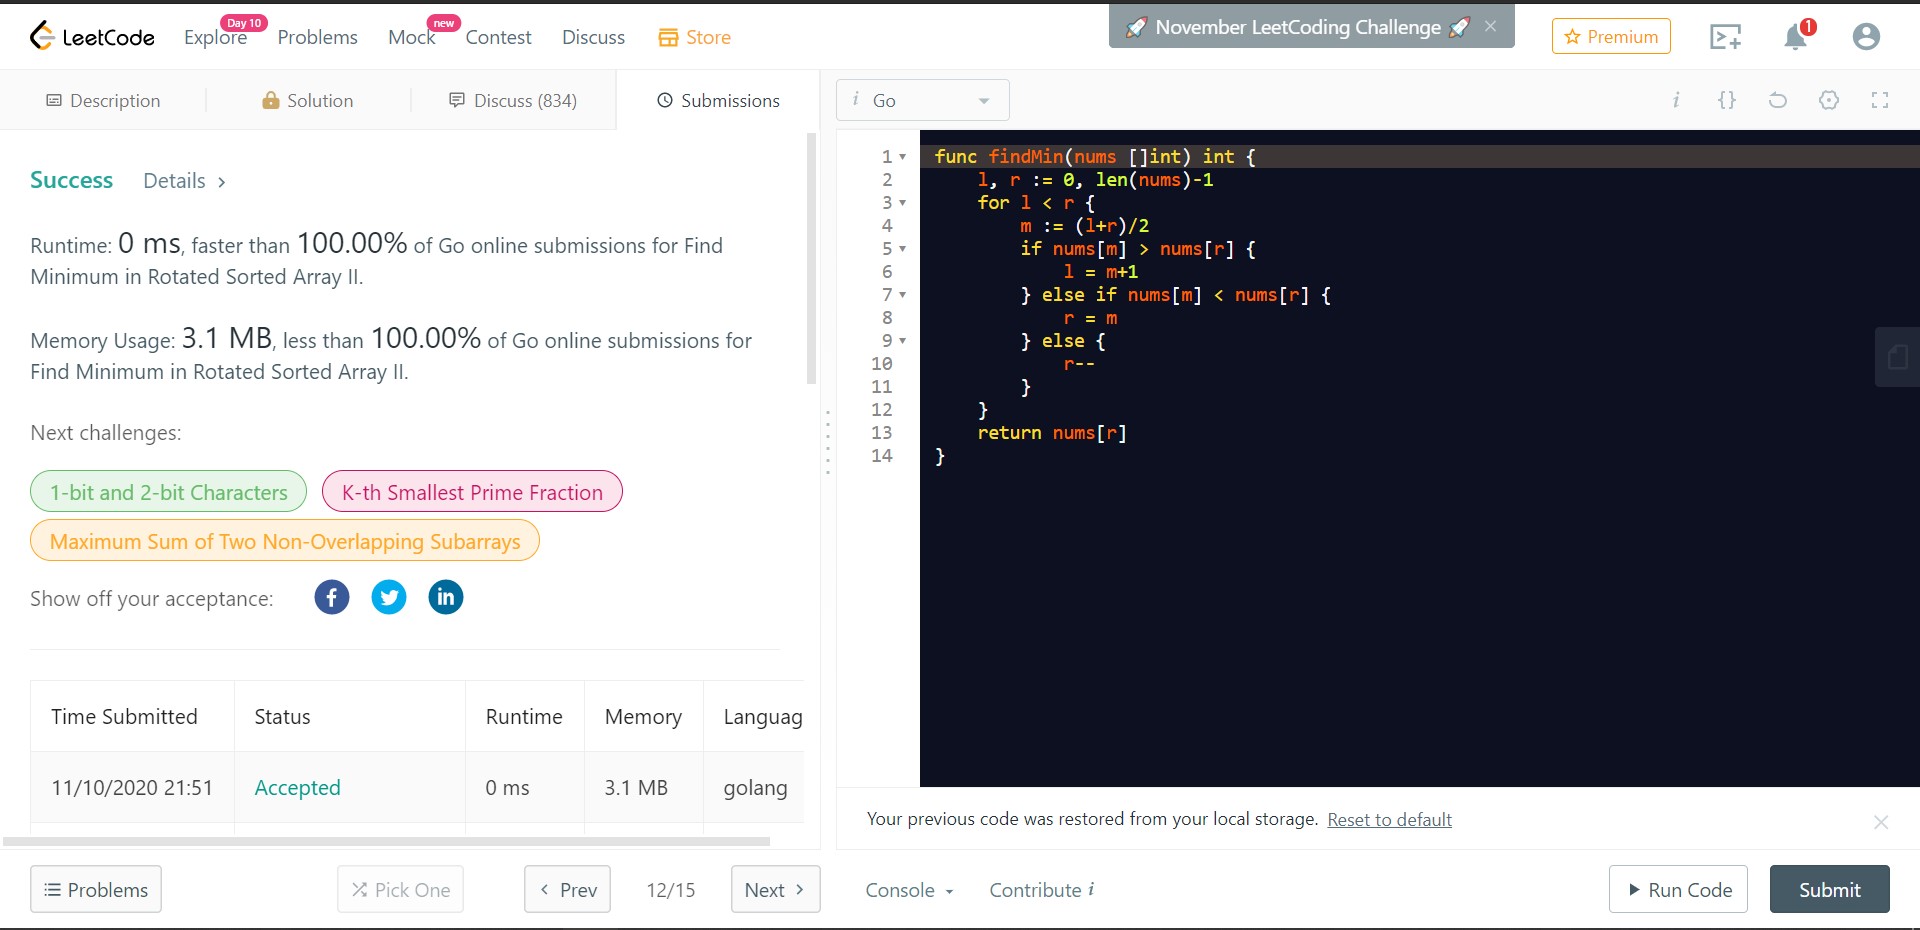 LeetCode
Explore Day 10 Problems Mock new Contest Discuss Store
🚀 November LeetCoding Challenge 🚀 ×
Premium
1
Description
Solution
Discuss (834)
Submissions
i Go
i {}
Success Details >
Runtime: 0 ms, faster than 100.00% of Go online submissions for Find
Minimum in Rotated Sorted Array II.
Memory Usage: 3.1 MB, less than 100.00% of Go online submissions for
Find Minimum in Rotated Sorted Array II.
Next challenges:
1-bit and 2-bit Characters
K-th Smallest Prime Fraction
Maximum Sum of Two Non-Overlapping Subarrays
Show off your acceptance: f in
Time Submitted Status Runtime Memory Languag
11/10/2020 21:51 Accepted 0 ms 3.1 MB golang
1 func findMin(nums []int) int {
2     l, r := 0, len(nums)-1
3     for l < r {
4         m := (l+r)/2
5         if nums[m] > nums[r] {
6             l = m+1
7         } else if nums[m] < nums[r] {
8             r = m
9         } else {
10             r--
11         }
12     }
13     return nums[r]
14 }
Your previous code was restored from your local storage. Reset to default ×
Problems
Pick One
< Prev
12/15
Next >
Console
Contribute i
Run Code
Submit